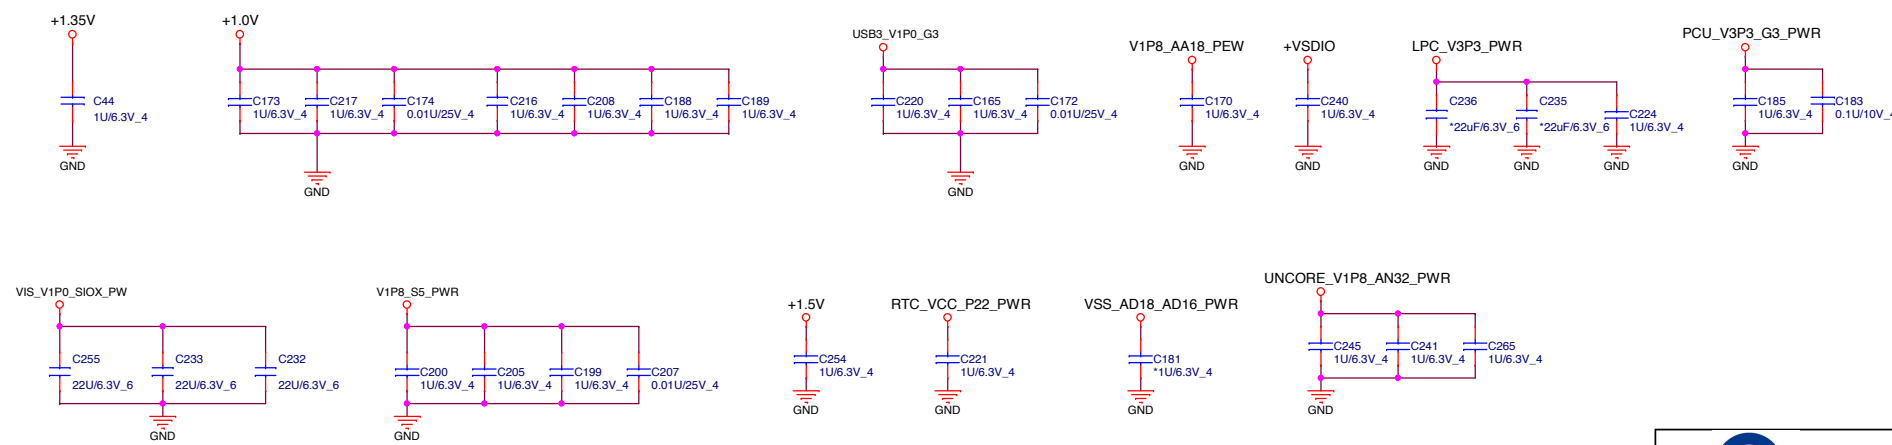 +1.35V
C44
1U/6.3V_4
GND
+1.0V
C173
1U/6.3V_4
C217
1U/6.3V_4
C174
0.01U/25V_4
C216
1U/6.3V_4
C208
1U/6.3V_4
C188
1U/6.3V_4
C189
1U/6.3V_4
GND
USB3_V1P0_G3
C220
1U/6.3V_4
C165
1U/6.3V_4
C172
0.01U/25V_4
GND
V1P8_AA18_PEW
C170
1U/6.3V_4
GND
+VSDIO
C240
1U/6.3V_4
GND
LPC_V3P3_PWR
C236
*22uF/6.3V_6
GND
C235
*22uF/6.3V_6
GND
C224
1U/6.3V_4
GND
PCU_V3P3_G3_PWR
C185
1U/6.3V_4
C183
0.1U/10V_4
GND
VIS_V1P0_SIOX_PW
C255
22U/6.3V_6
C233
22U/6.3V_6
C232
22U/6.3V_6
GND
V1P8_S5_PWR
C200
1U/6.3V_4
C205
1U/6.3V_4
C199
1U/6.3V_4
C207
0.01U/25V_4
GND
+1.5V
C254
1U/6.3V_4
GND
RTC_VCC_P22_PWR
C221
1U/6.3V_4
GND
VSS_AD18_AD16_PWR
C181
*1U/6.3V_4
GND
UNCORE_V1P8_AN32_PWR
C245
1U/6.3V_4
C241
1U/6.3V_4
C265
1U/6.3V_4
GND